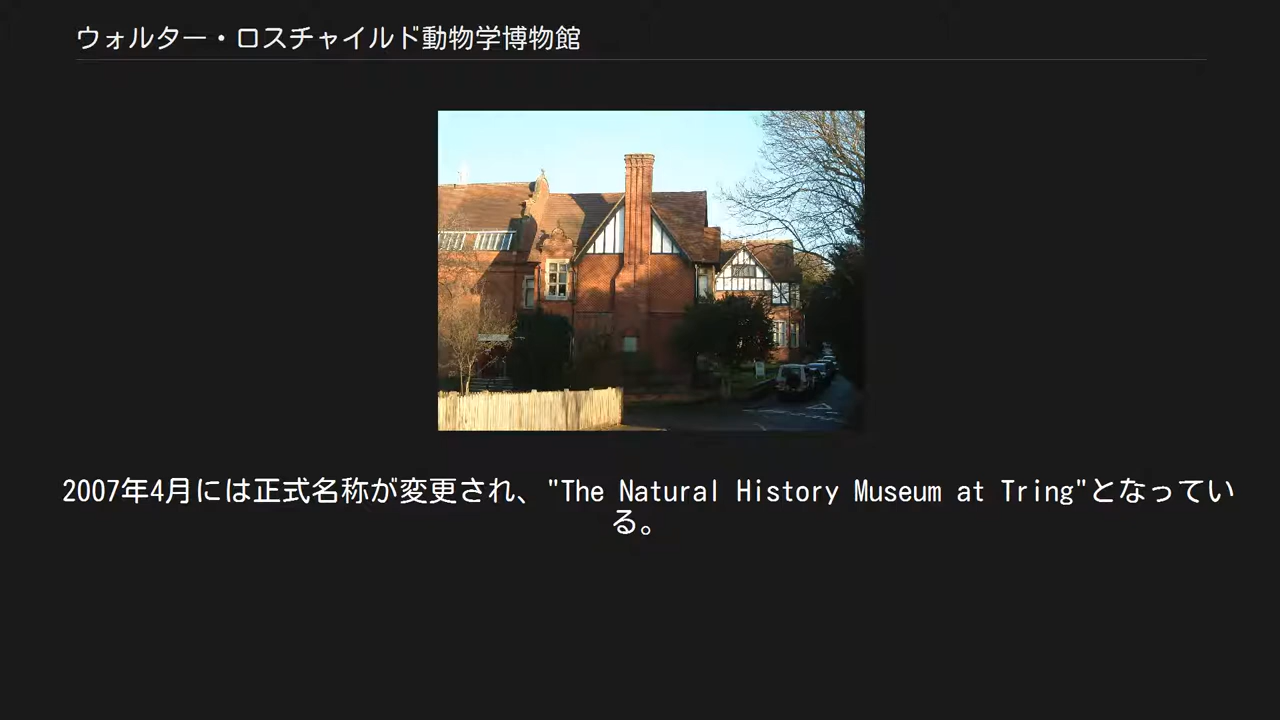 ウォルター・ロスチャイルド動物学博物館
2007年4月には正式名称が変更され、"The Natural History Museum at Tring"となってい
る。